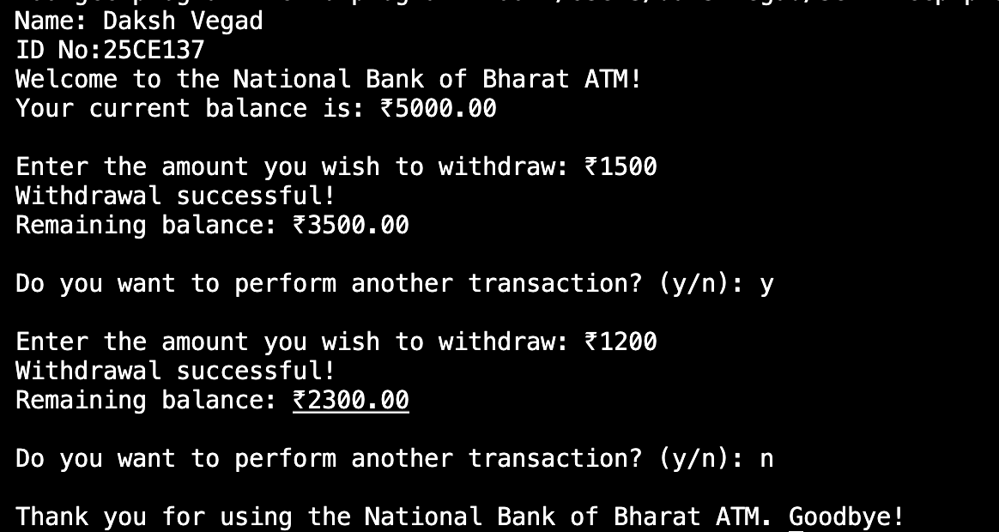 Name: Daksh Vegad
ID No:25CE137
Welcome to the National Bank of Bharat ATM!
Your current balance is: ₹5000.00
Enter the amount you wish to withdraw: ₹1500
Withdrawal successful!
Remaining balance: ₹3500.00
Do you want to perform another transaction? (y/n): y
Enter the amount you wish to withdraw: ₹1200
Withdrawal successful!
Remaining balance: ₹2300.00
Do you want to perform another transaction? (y/n): n
Thank you for using the National Bank of Bharat ATM. Goodbye!